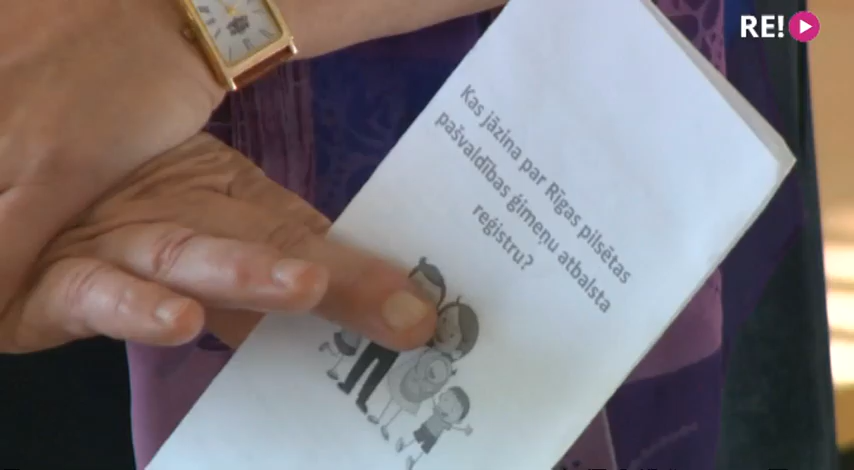 RE!
Kas jāzina par Rīgas pilsētas
pašvaldības ģimeņu atbalsta
reģistru?